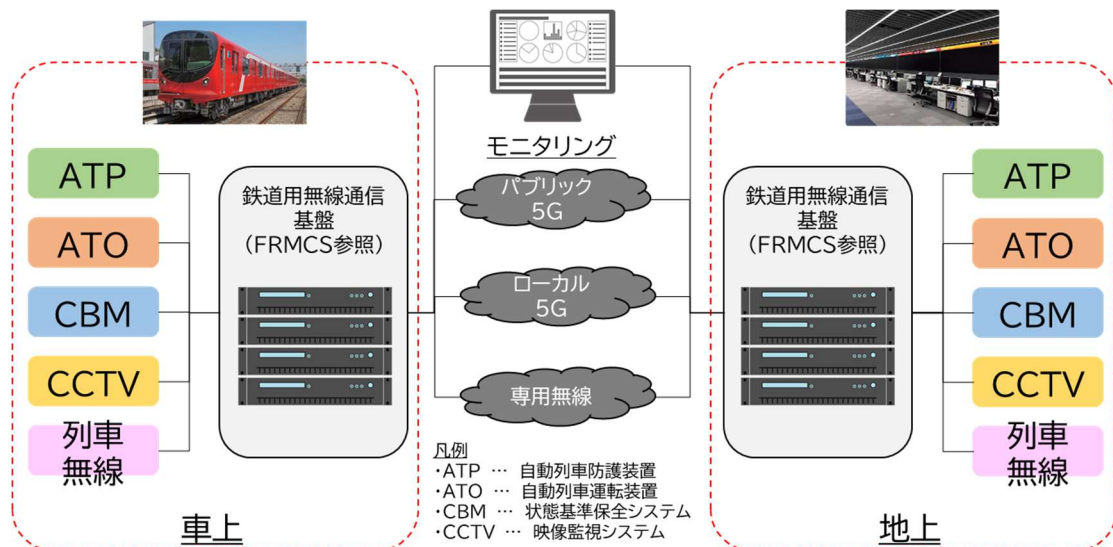 ATP
ATO
CBM
CCTV
列車
無線
鉄道用無線通信
基盤
(FRMCS参照)
車上
モニタリング
パブリック
5G
ローカル
5G
専用無線
凡例
・ATP … 自動列車防護装置
・ATO … 自動列車運転装置
・CBM … 状態基準保全システム
・CCTV … 映像監視システム
鉄道用無線通信
基盤
(FRMCS参照)
ATP
ATO
CBM
CCTV
列車
無線
地上